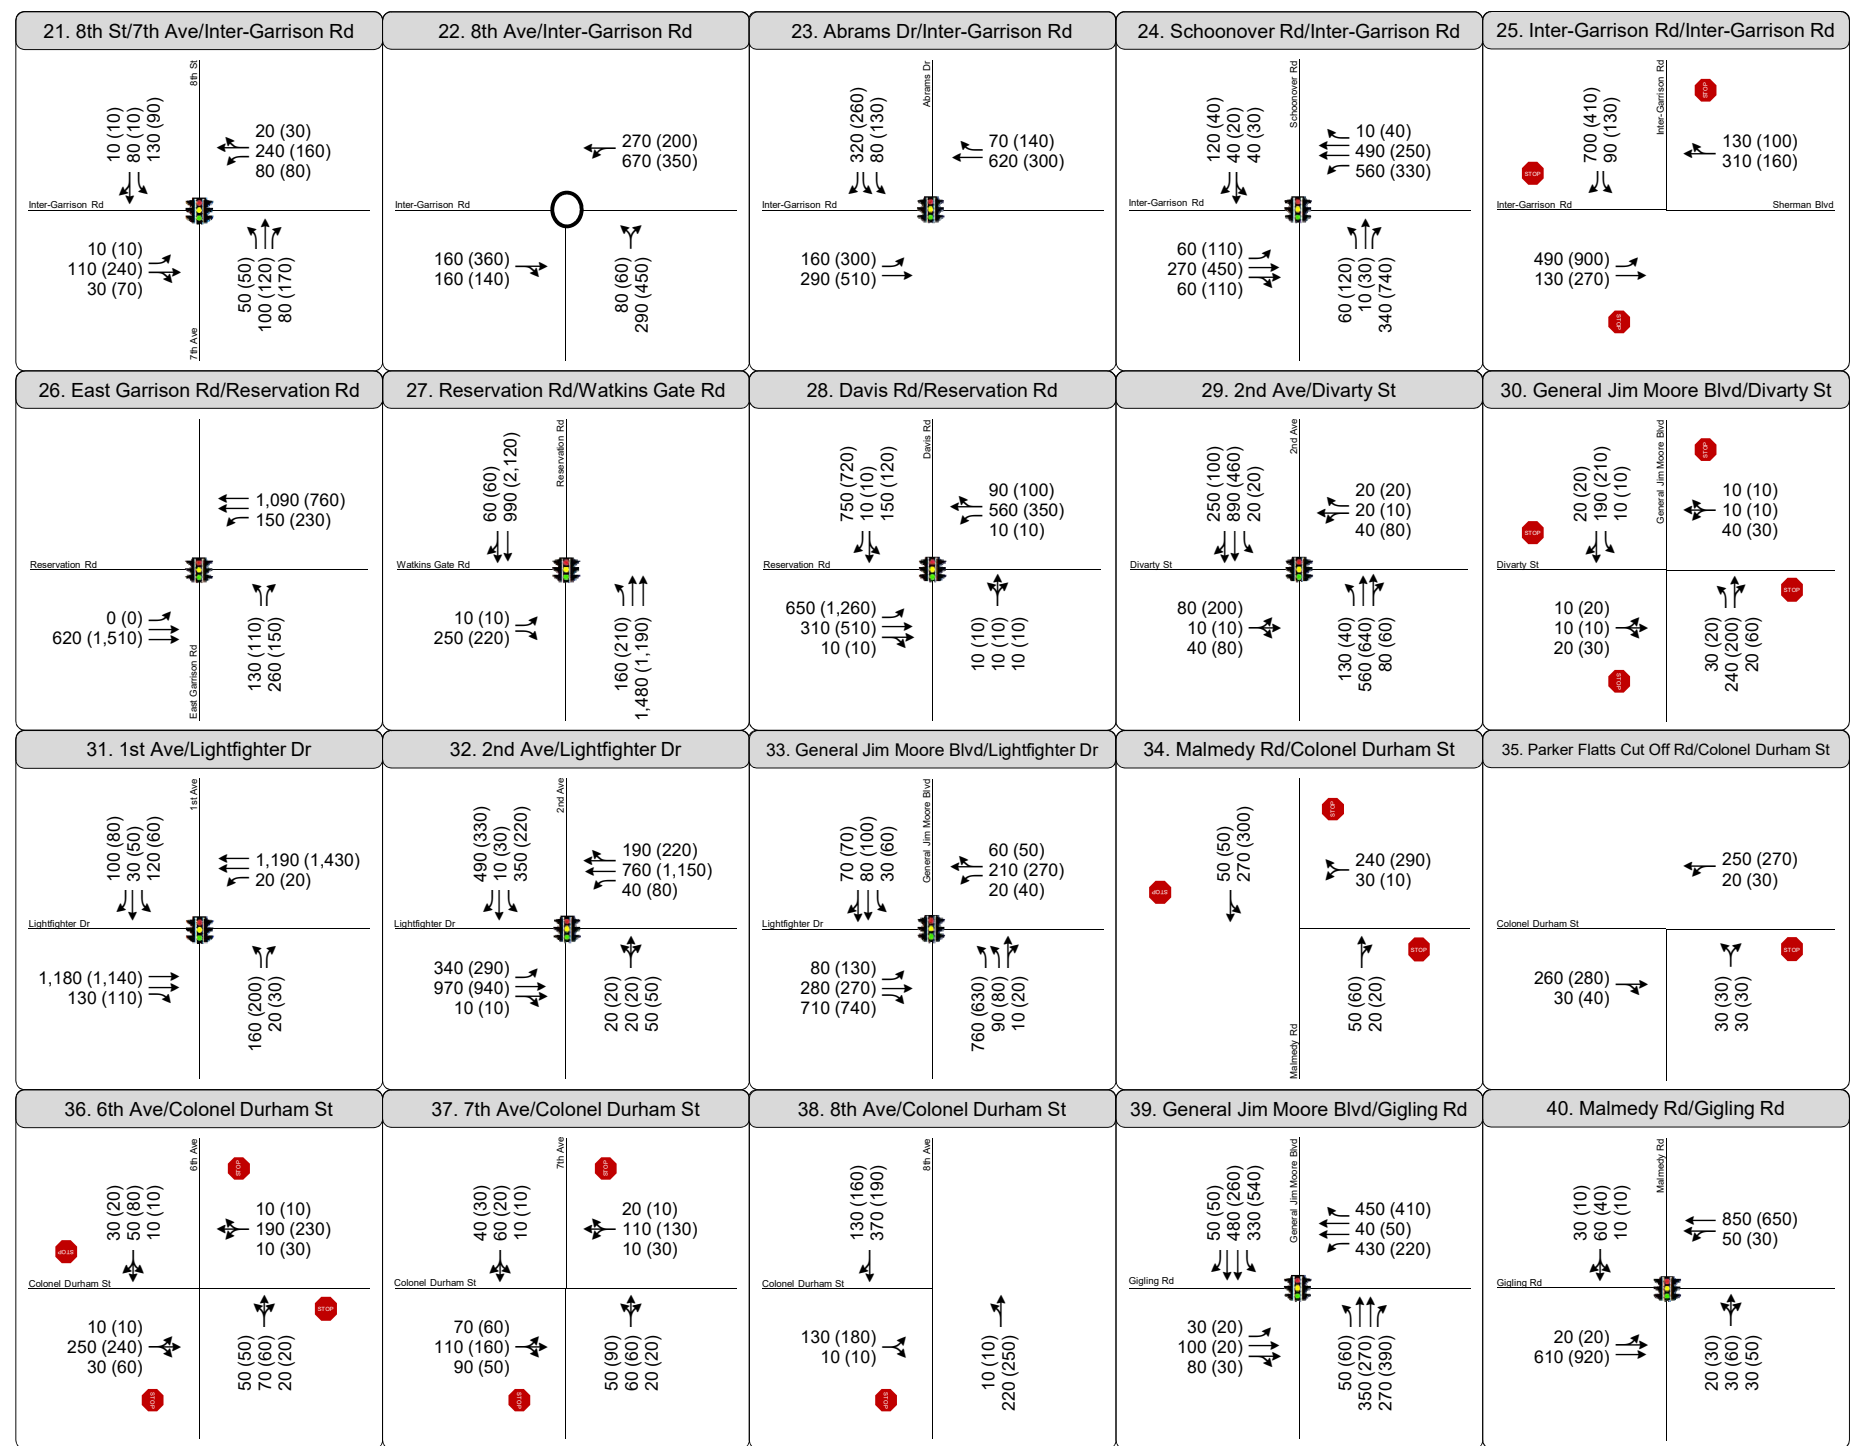 21. 8th St/7th Ave/Inter-Garrison Rd
8th St
10 (10)
80 (10)
130 (90)
20 (30)
240 (160)
80 (80)
Inter-Garrison Rd
10 (10)
110 (240)
30 (70)
50 (50)
100 (120)
80 (170)
7th Ave
22. 8th Ave/Inter-Garrison Rd
270 (200)
670 (350)
Inter-Garrison Rd
160 (360)
160 (140)
80 (60)
290 (450)
23. Abrams Dr/Inter-Garrison Rd
Abrams Dr
320 (260)
80 (130)
70 (140)
620 (300)
Inter-Garrison Rd
160 (300)
290 (510)
24. Schoonover Rd/Inter-Garrison Rd
Schoonover Rd
120 (40)
40 (20)
40 (30)
10 (40)
490 (250)
560 (330)
Inter-Garrison Rd
60 (110)
270 (450)
60 (110)
60 (120)
10 (30)
340 (740)
25. Inter-Garrison Rd/Inter-Garrison Rd
Inter-Garrison Rd
STOP
700 (410)
90 (130)
130 (100)
310 (160)
STOP
Inter-Garrison Rd
Sherman Blvd
490 (900)
130 (270)
STOP
26. East Garrison Rd/Reservation Rd
1,090 (760)
150 (230)
Reservation Rd
0 (0)
620 (1,510)
130 (110)
260 (150)
East Garrison Rd
27. Reservation Rd/Watkins Gate Rd
Reservation Rd
60 (60)
990 (2,120)
Watkins Gate Rd
10 (10)
250 (220)
160 (210)
1,480 (1,190)
28. Davis Rd/Reservation Rd
Davis Rd
750 (720)
10 (10)
150 (120)
90 (100)
560 (350)
10 (10)
Reservation Rd
650 (1,260)
310 (510)
10 (10)
10 (10)
10 (10)
10 (10)
29. 2nd Ave/Divarty St
2nd Ave
250 (100)
890 (460)
20 (20)
20 (20)
20 (10)
40 (80)
Divarty St
80 (200)
10 (10)
40 (80)
130 (40)
560 (640)
80 (60)
30. General Jim Moore Blvd/Divarty St
General Jim Moore Blvd
STOP
20 (20)
190 (210)
10 (10)
10 (10)
10 (10)
40 (30)
STOP
Divarty St
STOP
10 (20)
10 (10)
20 (30)
30 (20)
240 (200)
20 (60)
STOP
31. 1st Ave/Lightfighter Dr
1st Ave
100 (80)
30 (50)
120 (60)
1,190 (1,430)
20 (20)
Lightfighter Dr
1,180 (1,140)
130 (110)
160 (200)
20 (30)
32. 2nd Ave/Lightfighter Dr
2nd Ave
490 (330)
10 (30)
350 (220)
190 (220)
760 (1,150)
40 (80)
Lightfighter Dr
340 (290)
970 (940)
10 (10)
20 (20)
20 (20)
50 (50)
33. General Jim Moore Blvd/Lightfighter Dr
General Jim Moore Blvd
70 (70)
80 (100)
30 (60)
60 (50)
210 (270)
20 (40)
Lightfighter Dr
80 (130)
280 (270)
710 (740)
760 (630)
90 (80)
10 (20)
34. Malmedy Rd/Colonel Durham St
STOP
50 (50)
270 (300)
240 (290)
30 (10)
STOP
STOP
50 (60)
20 (20)
Malmedy Rd
35. Parker Flatts Cut Off Rd/Colonel Durham St
250 (270)
20 (30)
Colonel Durham St
STOP
260 (280)
30 (40)
30 (30)
30 (30)
36. 6th Ave/Colonel Durham St
6th Ave
STOP
30 (20)
50 (80)
10 (10)
10 (10)
190 (230)
10 (30)
STOP
Colonel Durham St
STOP
10 (10)
250 (240)
30 (60)
50 (50)
70 (60)
20 (20)
STOP
37. 7th Ave/Colonel Durham St
7th Ave
STOP
40 (30)
60 (20)
10 (10)
20 (10)
110 (130)
10 (30)
Colonel Durham St
70 (60)
110 (160)
90 (50)
50 (90)
60 (60)
20 (20)
STOP
38. 8th Ave/Colonel Durham St
8th Ave
130 (160)
370 (190)
Colonel Durham St
130 (180)
10 (10)
10 (10)
220 (250)
STOP
39. General Jim Moore Blvd/Gigling Rd
General Jim Moore Blvd
50 (50)
480 (260)
330 (540)
450 (410)
40 (50)
430 (220)
Gigling Rd
30 (20)
100 (20)
80 (30)
50 (60)
350 (270)
270 (390)
40. Malmedy Rd/Gigling Rd
Malmedy Rd
30 (10)
60 (40)
10 (10)
850 (650)
50 (30)
Gigling Rd
20 (20)
610 (920)
20 (30)
30 (60)
30 (50)